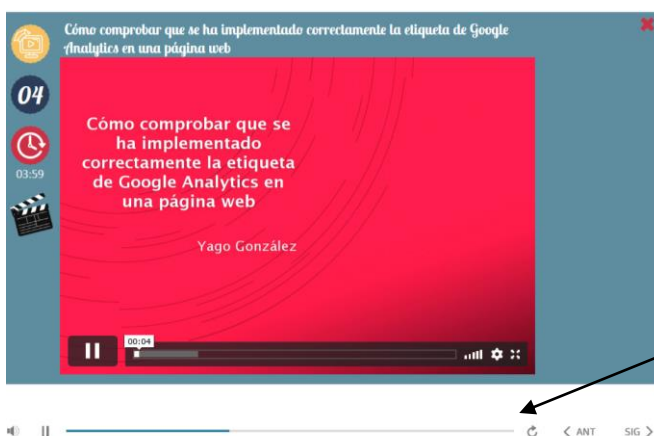 Cómo comprobar que se ha implementado correctamente la etiqueta de Google
Analytics en una página web
04
03:59
Cómo comprobar que se
ha implementado
correctamente la etiqueta
de Google Analytics en
una página web
Yago González
00:04
ANT
SIG